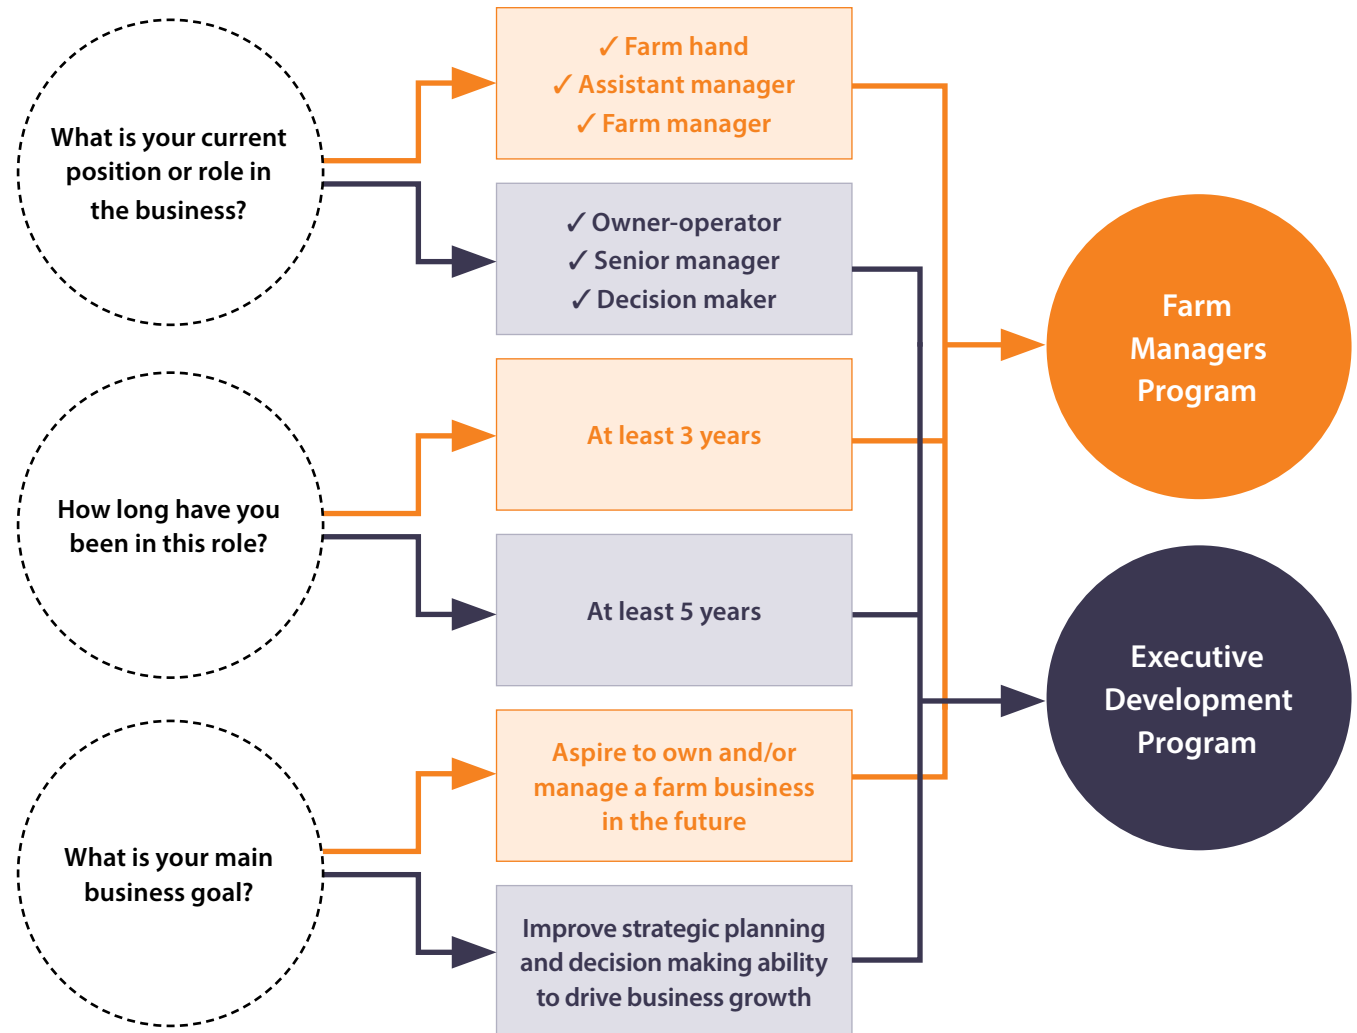 What is your current
position or role in
the business?
✓ Farm hand
✓ Assistant manager
✓ Farm manager
✓ Owner-operator
✓ Senior manager
✓ Decision maker
How long have you
been in this role?
At least 3 years
At least 5 years
What is your main
business goal?
Aspire to own and/or
manage a farm business
in the future
Improve strategic planning
and decision making ability
to drive business growth
Farm
Managers
Program
Executive
Development
Program